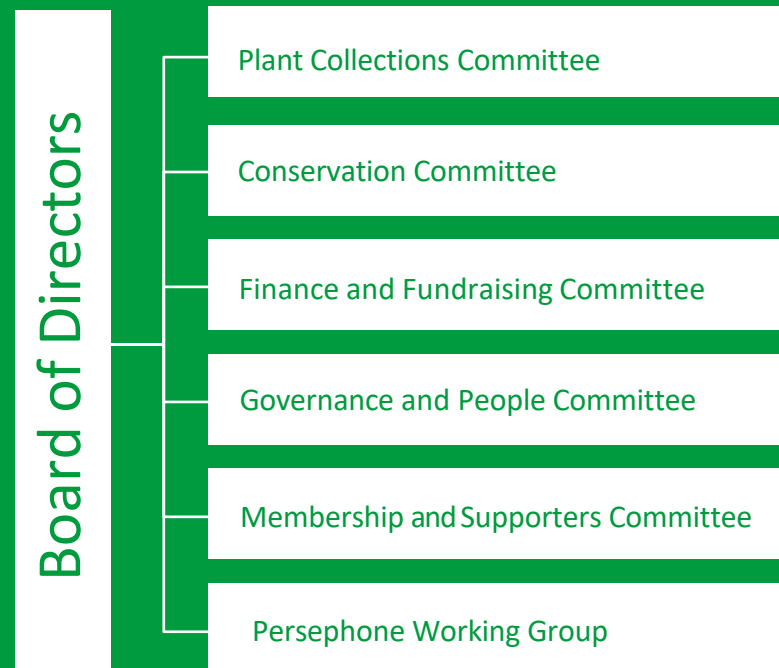 Board of Directors
Plant Collections Committee
Conservation Committee
Finance and Fundraising Committee
Governance and People Committee
Membership and Supporters Committee
Persephone Working Group